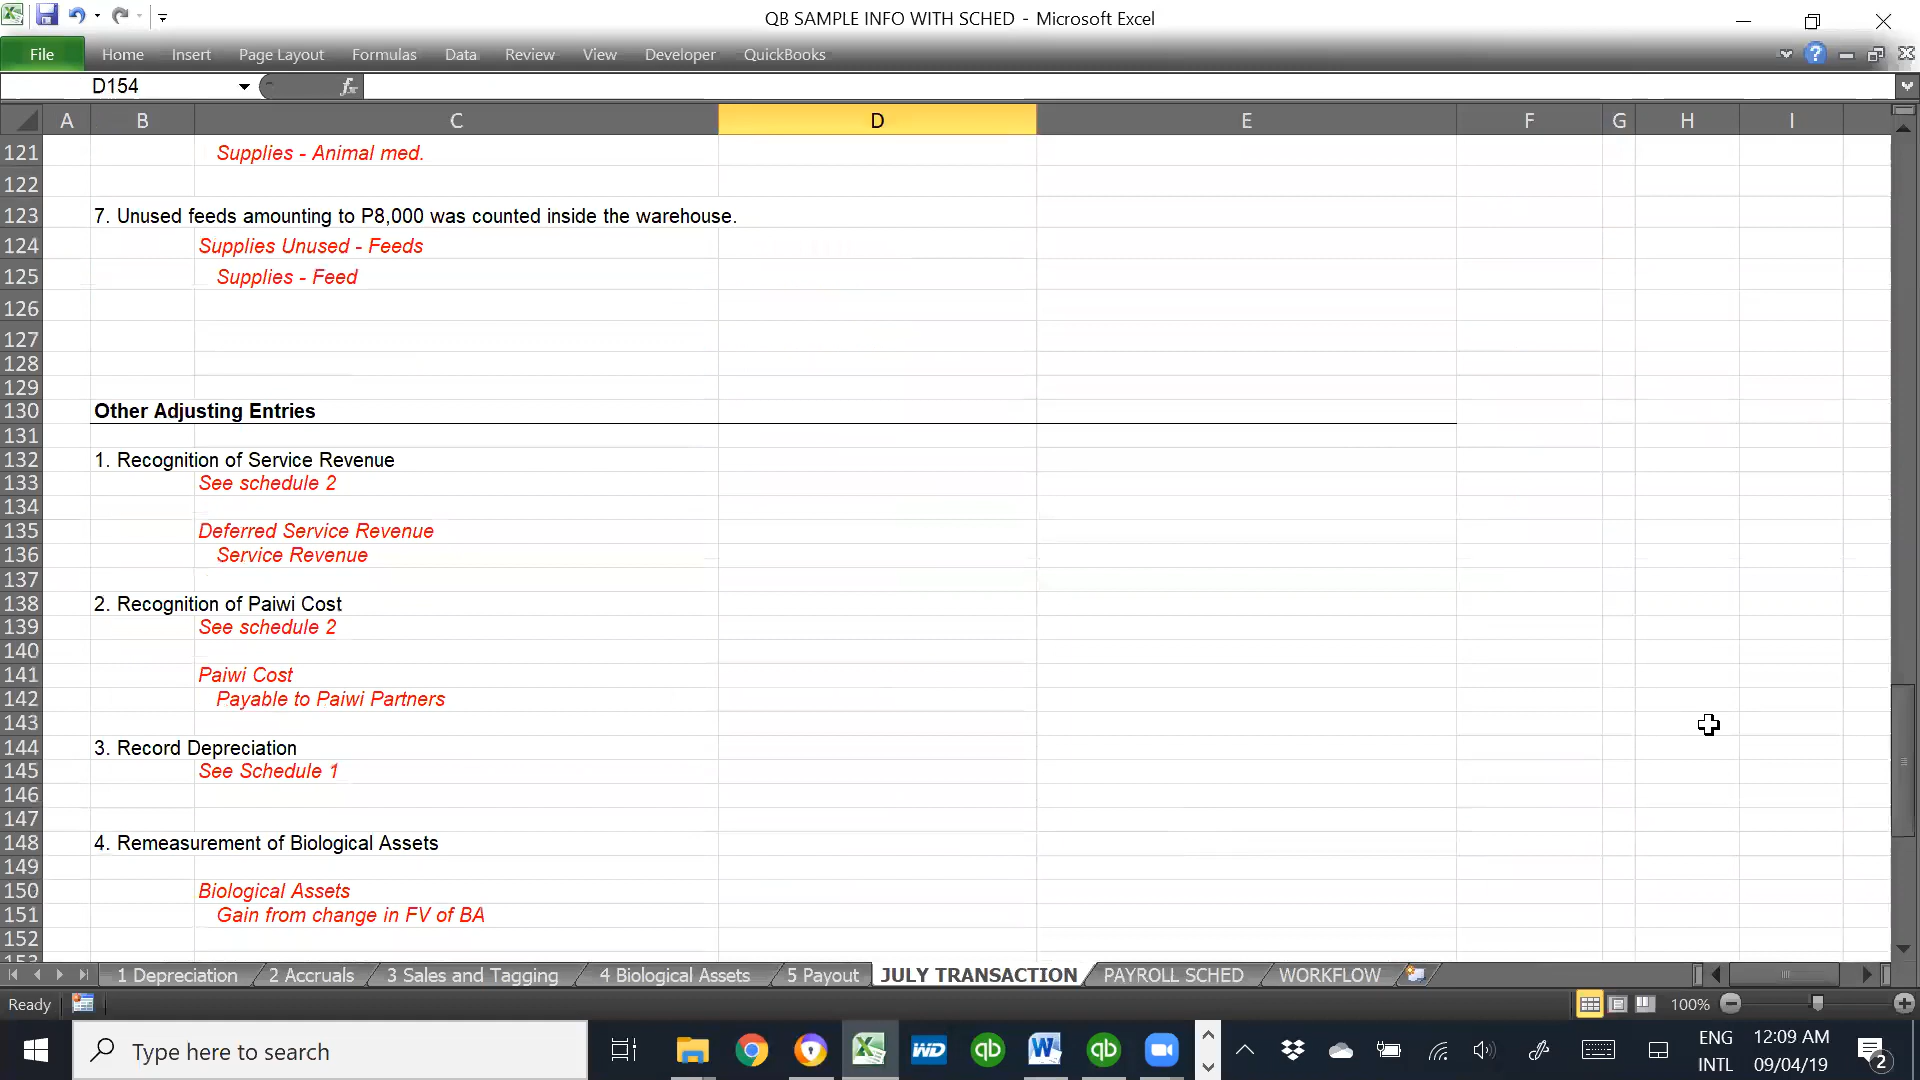 QB SAMPLE INFO WITH SCHED - Microsoft Excel
File Home Insert Page Layout Formulas Data Review View Developer QuickBooks
D154 fx
A B C D E F G H I
121 Supplies - Animal med.
122
123 7. Unused feeds amounting to P8,000 was counted inside the warehouse.
124 Supplies Unused - Feeds
125 Supplies - Feed
126
127
128
129
130 Other Adjusting Entries
131
132 1. Recognition of Service Revenue
133 See schedule 2
134
135 Deferred Service Revenue
136 Service Revenue
137
138 2. Recognition of Paiwi Cost
139 See schedule 2
140
141 Paiwi Cost
142 Payable to Paiwi Partners
143
144 3. Record Depreciation
145 See Schedule 1
146
147
148 4. Remeasurement of Biological Assets
149
150 Biological Assets
151 Gain from change in FV of BA
152
153
1 Depreciation 2 Accruals 3 Sales and Tagging 4 Biological Assets 5 Payout JULY TRANSACTION PAYROLL SCHED WORKFLOW
Ready 100%
Type here to search WD qb W qb ENG 12:09 AM
INTL 09/04/19 2